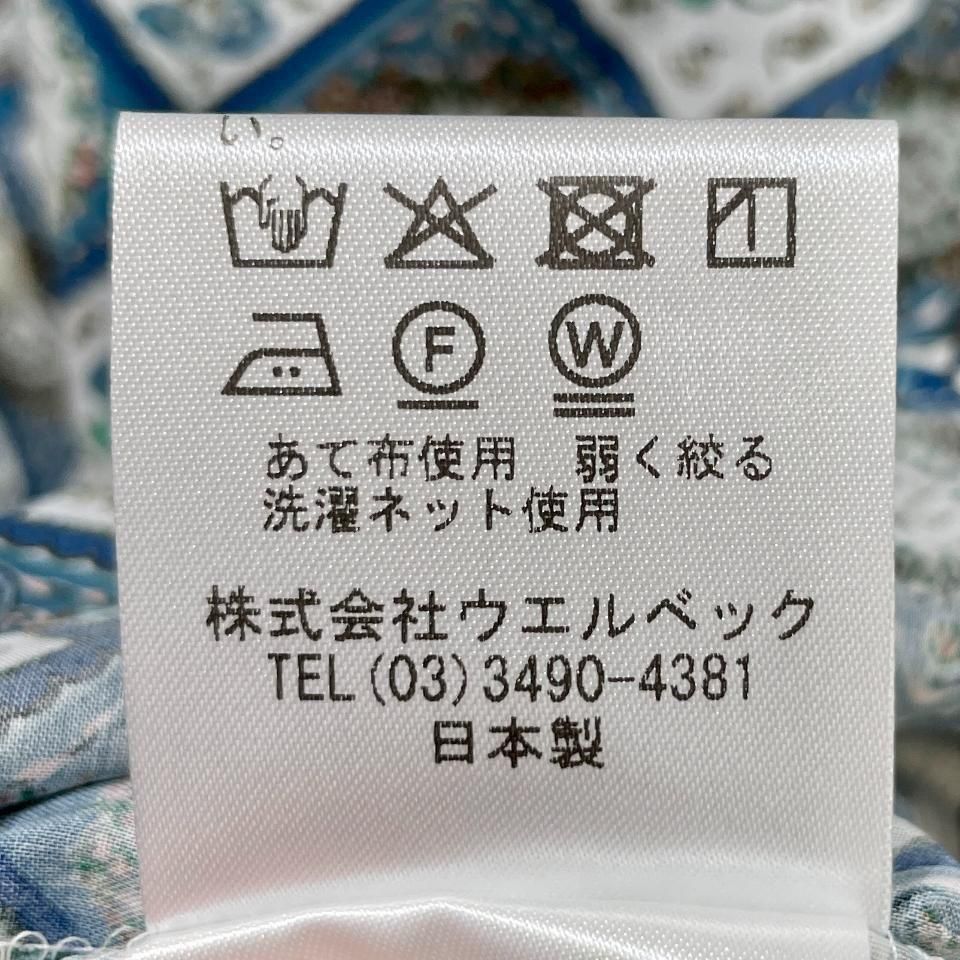 い。
F W
あて布使用　弱く絞る
洗濯ネット使用
株式会社ウエルベック
TEL(03)3490-4381
日本製